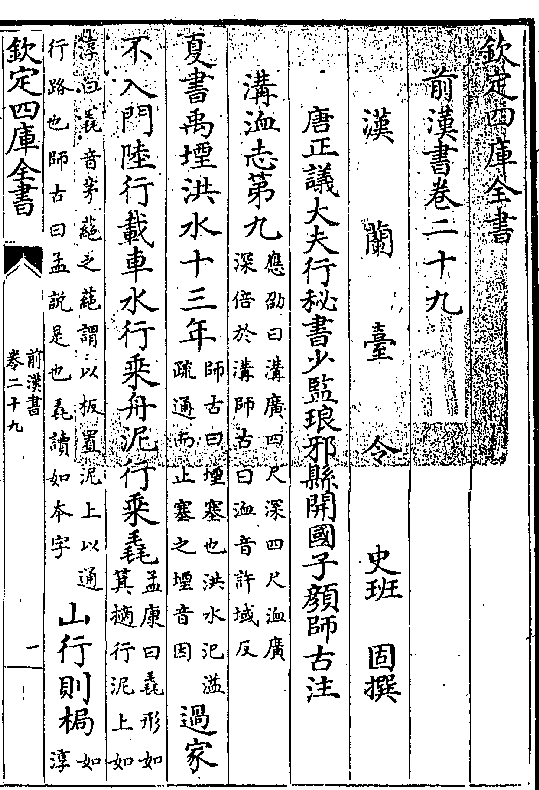 欽定四庫全書
前漢書卷二十九
漢蘭臺令史班固撰
唐正議大夫行秘書少監琅邪縣開國子顔師古注
溝洫志第九應劭曰溝廣四尺深四尺洫廣深倍於溝師古曰洫音許域反
夏書禹堙洪水十三年師古曰堙塞也洪水氾溢疏通而止塞之堙音因過家
不入門陸行載車水行乘舟泥行乘毳孟康曰毳形如箕擿行泥上如
淳曰毳音茅蕝之蕝謂以板置泥上以通行路也師古曰孟說是也毳讀如本字山行則梮如淳
欽定四庫全書
前漢書
卷二十九
一